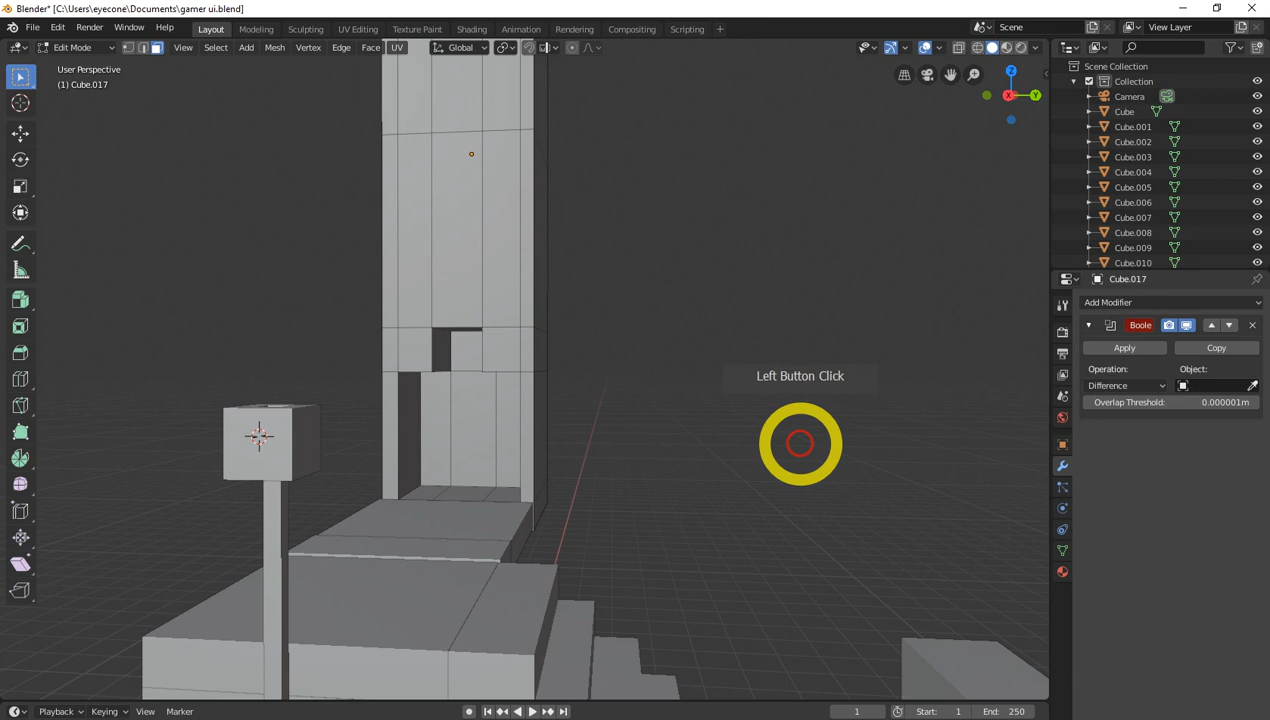 Blender* [C:\Users\eyecone\Documents\gamer ui.blend]
File Edit Render Window Help Layout Modeling Sculpting UV Editing Texture Paint Shading Animation Rendering Compositing Scripting + Scene View Layer
Edit Mode View Select Add Mesh Vertex Edge Face UV Global
User Perspective
(1) Cube.017
Z
X
Y
Scene Collection
Collection
Camera
Cube
Cube.001
Cube.002
Cube.003
Cube.004
Cube.005
Cube.006
Cube.007
Cube.008
Cube.009
Cube.010
Cube.017
Add Modifier
Boole
Apply Copy
Operation: Object:
Difference
Overlap Threshold: 0.000001m
Left Button Click
Playback Keying View Marker 1 Start: 1 End: 250